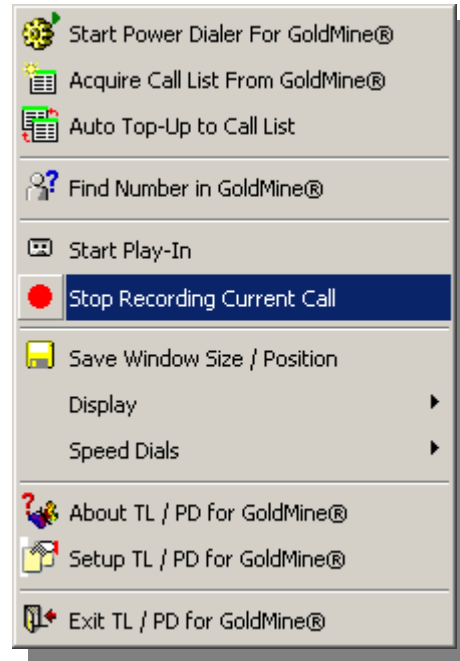 Start Power Dialer For GoldMine®
Acquire Call List From GoldMine®
Auto Top-Up to Call List
Find Number in GoldMine®
Start Play-In
Stop Recording Current Call
Save Window Size / Position
Display
Speed Dials
About TL / PD for GoldMine®
Setup TL / PD for GoldMine®
Exit TL / PD for GoldMine®